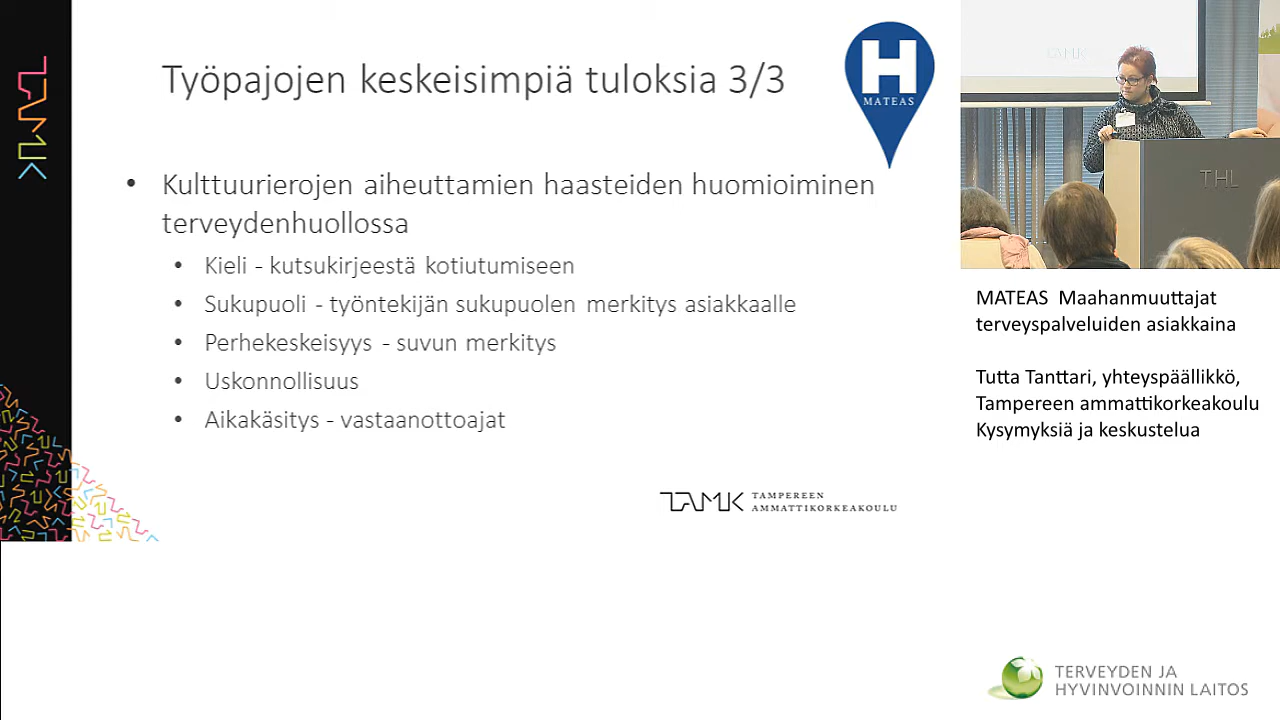 TAMK
Työpajojen keskeisimpiä tuloksia 3/3
H
MATEAS
• Kulttuurierojen aiheuttamien haasteiden huomioiminen
terveydenhuollossa
• Kieli - kutsukirjeestä kotiutumiseen
• Sukupuoli - työntekijän sukupuolen merkitys asiakkaalle
• Perhekeskeisyys - suvun merkitys
• Uskonnollisuus
• Aikakäsitys - vastaanottoajat
TAMK TAMPEREEN
AMMATTIKORKEAKOULU
TAMK
THL
MATEAS Maahanmuuttajat
terveyspalveluiden asiakkaina
Tutta Tanttari, yhteyspäällikkö,
Tampereen ammattikorkeakoulu
Kysymyksiä ja keskustelua
TERVEYDEN JA
HYVINVOINNIN LAITOS